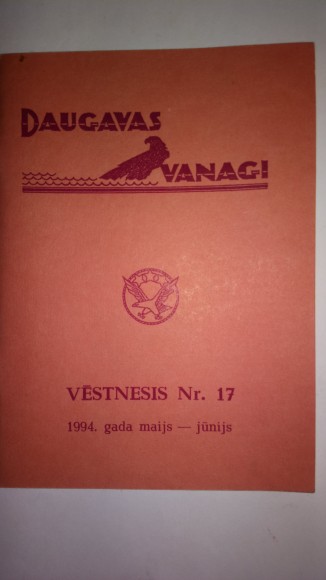 DAUGAVAS
VANAGI
VĒSTNESIS Nr. 17
1994. gada maijs — jūnijs